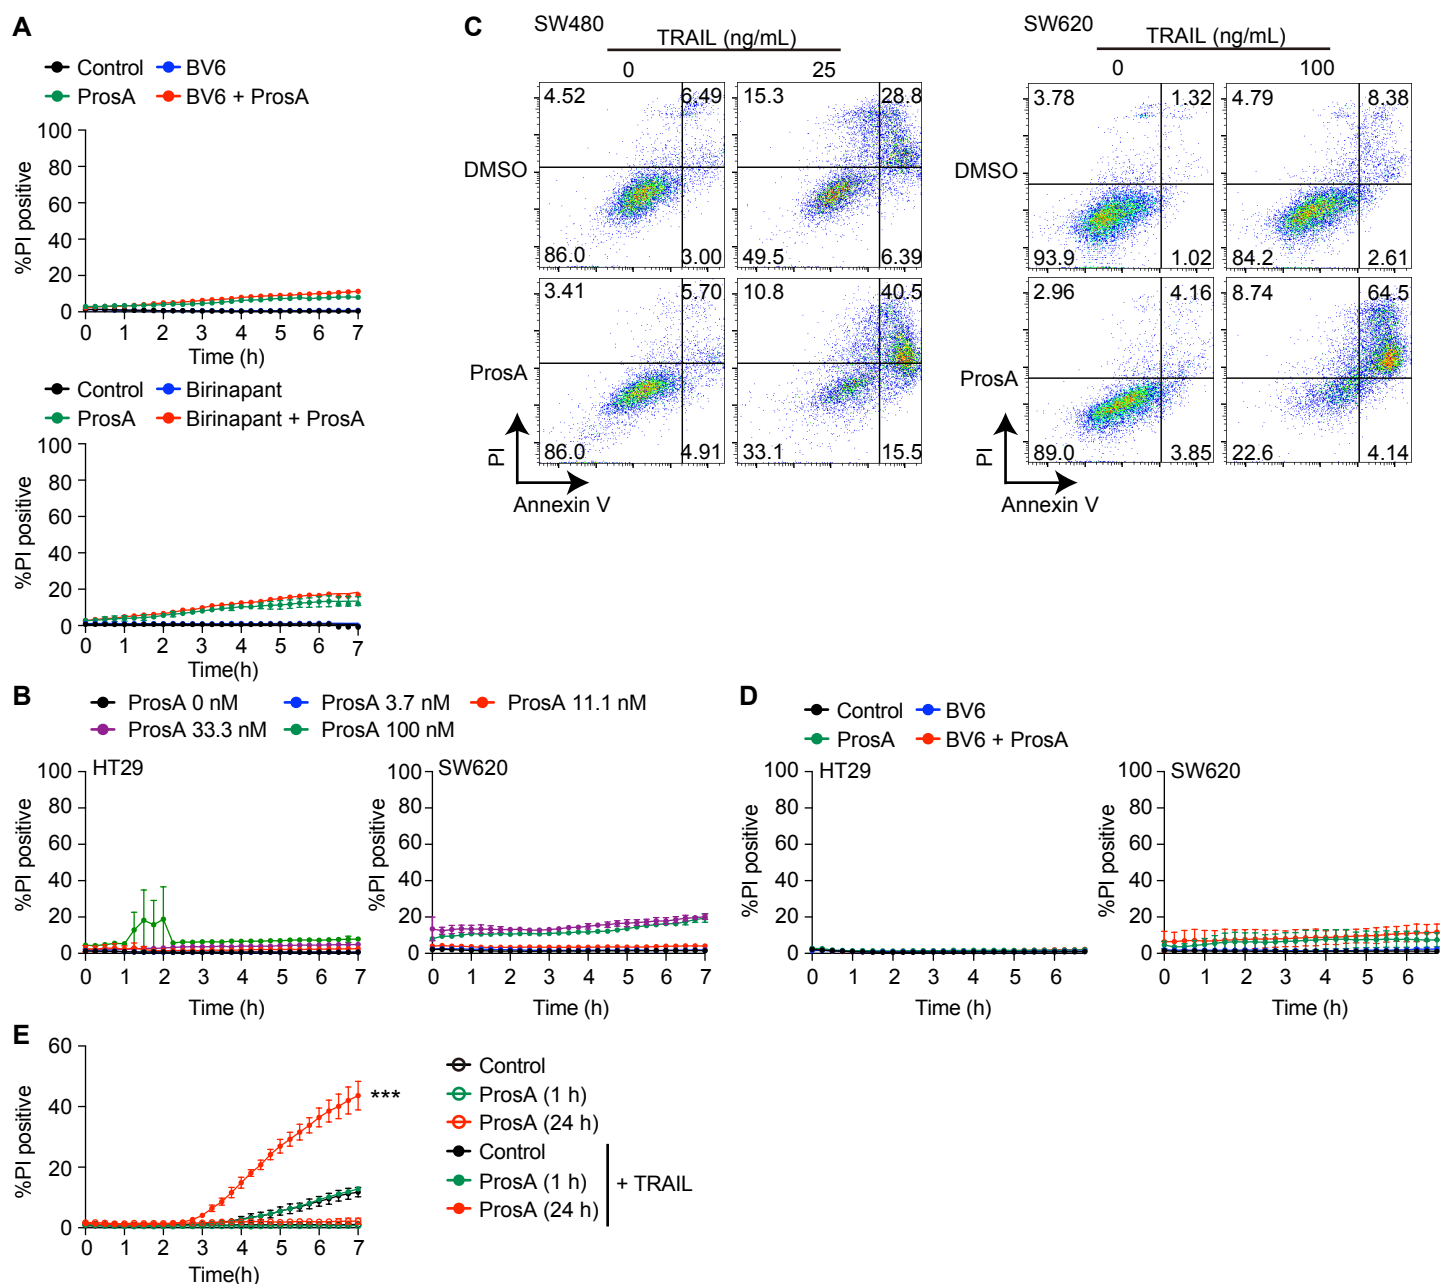 A
Control BV6
ProsA BV6 + ProsA
100
80
60
40
20
0
%PI positive
0 1 2 3 4 5 6 7
Time (h)
Control Birinapant
ProsA Birinapant + ProsA
100
80
60
40
20
0
%PI positive
0 1 2 3 4 5 6 7
Time(h)
C
SW480
TRAIL (ng/mL)
0 25
DMSO
4.52 6.49
86.0 3.00
15.3 28.8
49.5 6.39
ProsA
3.41 5.70
86.0 4.91
10.8 40.5
33.1 15.5
PI
Annexin V
SW620
TRAIL (ng/mL)
0 100
DMSO
3.78 1.32
93.9 1.02
4.79 8.38
84.2 2.61
ProsA
2.96 4.16
89.0 3.85
8.74 64.5
22.6 4.14
PI
Annexin V
B
ProsA 0 nM ProsA 3.7 nM ProsA 11.1 nM
ProsA 33.3 nM ProsA 100 nM
HT29
100
80
60
40
20
0
%PI positive
0 1 2 3 4 5 6 7
Time (h)
SW620
100
80
60
40
20
0
%PI positive
0 1 2 3 4 5 6 7
Time (h)
D
Control BV6
ProsA BV6 + ProsA
HT29
100
80
60
40
20
0
%PI positive
0 1 2 3 4 5 6
Time (h)
SW620
100
80
60
40
20
0
%PI positive
0 1 2 3 4 5 6
Time (h)
E
60
40
20
0
%PI positive
0 1 2 3 4 5 6 7
Time(h)
***
Control
ProsA (1 h)
ProsA (24 h)
Control
ProsA (1 h)
ProsA (24 h)
+ TRAIL